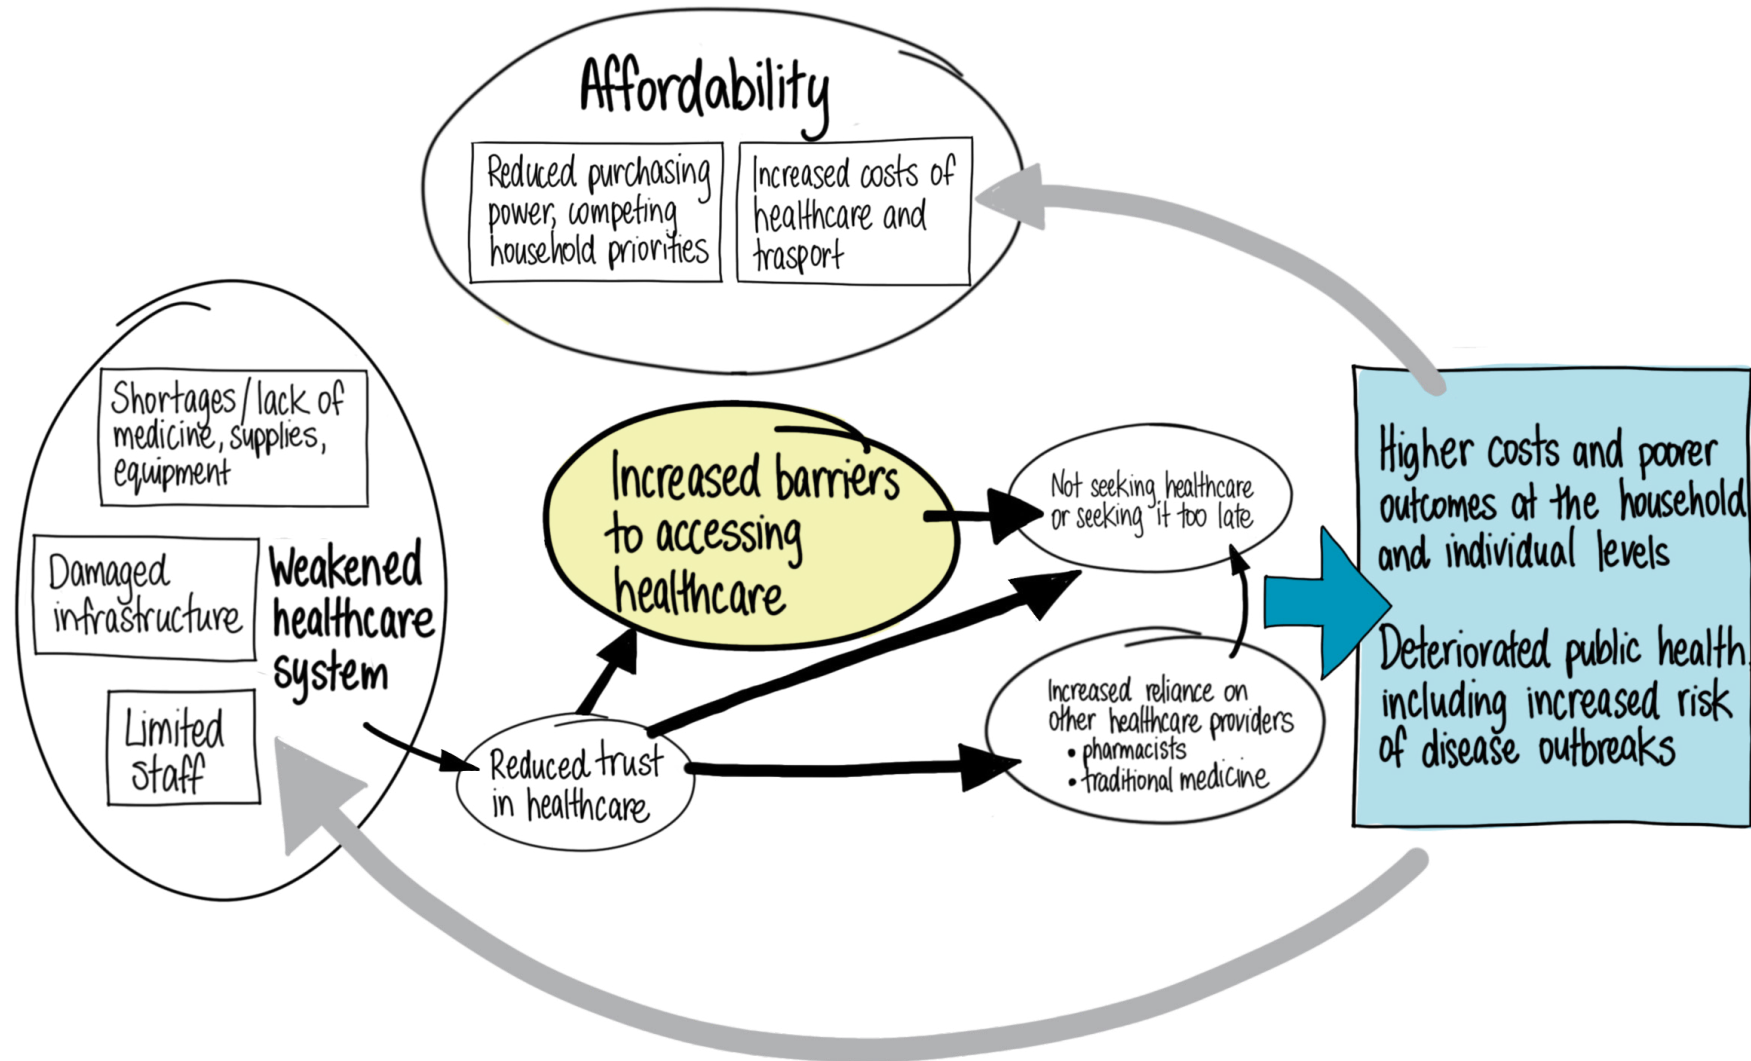 Affordability
Reduced purchasing
power, competing
household priorities
Increased costs of
healthcare and
trasport
Shortages/lack of
medicine, supplies,
equipment
Damaged
infrastructure
Weakened
healthcare
system
Limited
staff
Increased barriers
to accessing
healthcare
Reduced trust
in healthcare
Not seeking healthcare
or seeking it too late
Increased reliance on
other healthcare providers
• pharmacists
• traditional medicine
Higher costs and poorer
outcomes at the household
and individual levels
Deteriorated public health,
including increased risk
of disease outbreaks